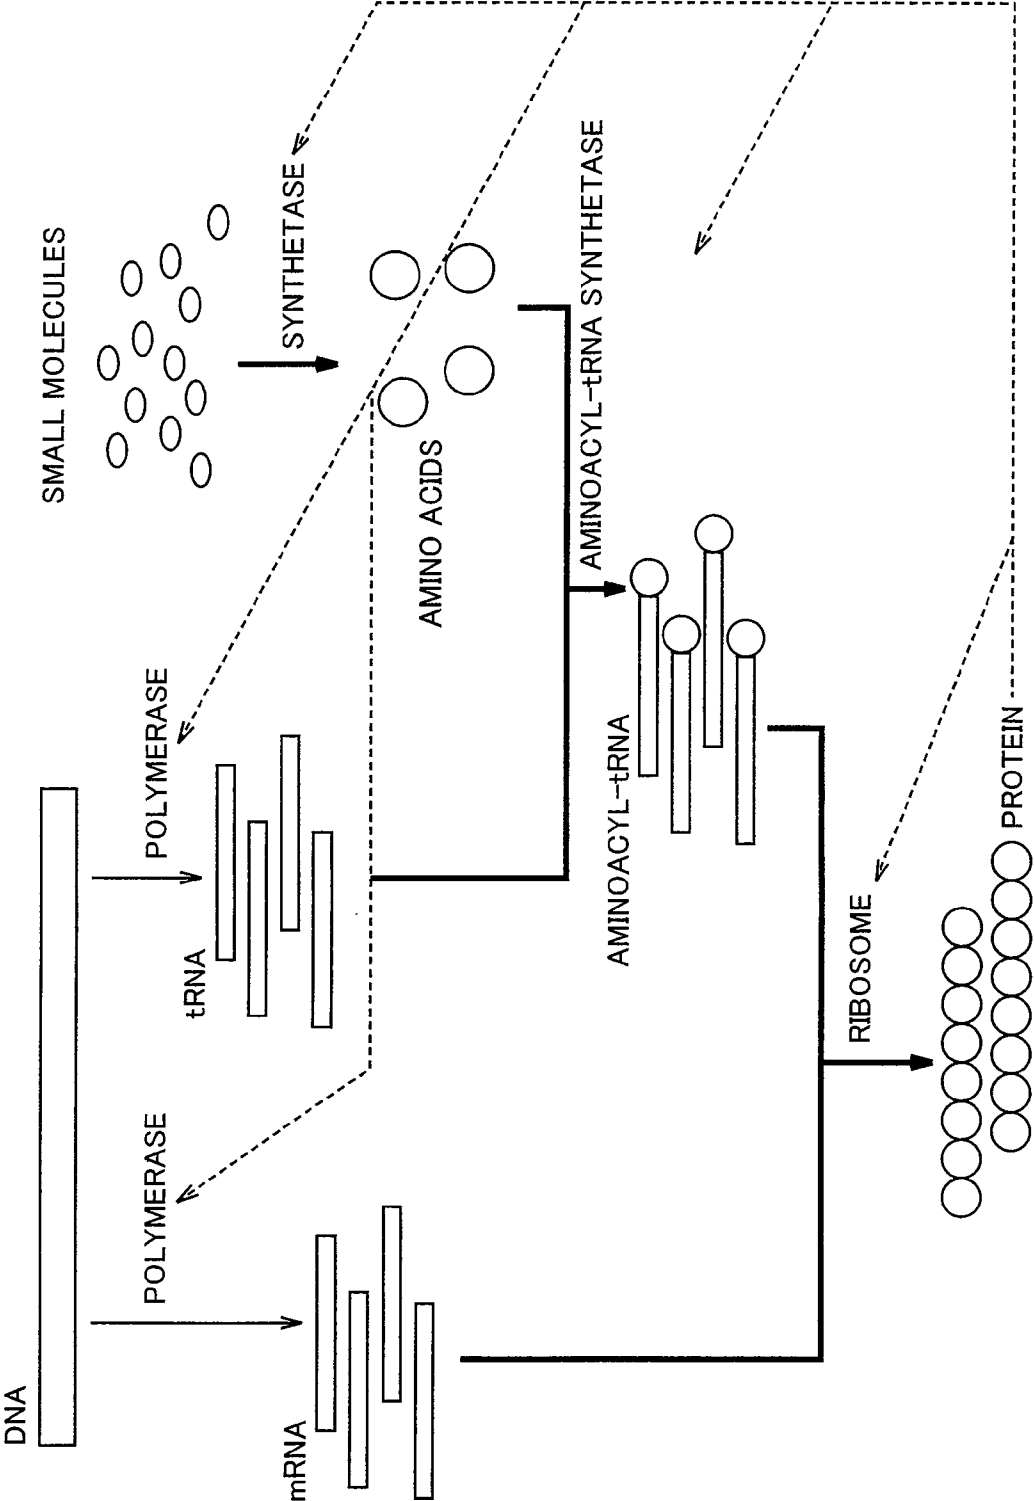 DNA
SMALL MOLECULES
POLYMERASE
POLYMERASE
SYNTHETASE
tRNA
mRNA
AMINO ACIDS
AMINOACYL-tRNA SYNTHETASE
AMINOACYL-tRNA
RIBOSOME
PROTEIN